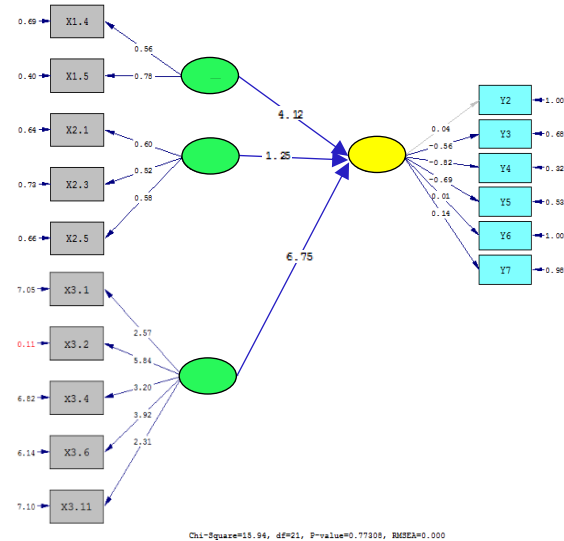 0.69 X1.4
0.56
0.40 X1.5 0.78
4.12
0.64 X2.1
0.60
0.73 X2.3 0.52
1.25
0.58
0.66 X2.5
Y2 1.00
0.04
Y3 0.68
-0.56
Y4 0.32
-0.82
-0.69
Y5 0.53
0.01
Y6 1.00
0.14
Y7 0.98
6.75
7.05 X3.1
2.57
0.11 X3.2
5.84
6.82 X3.4 3.20
3.92
6.14 X3.6 2.31
7.10 X3.11
Chi-Square=15.94, df=21, P-value=0.77308, RMSEA=0.000